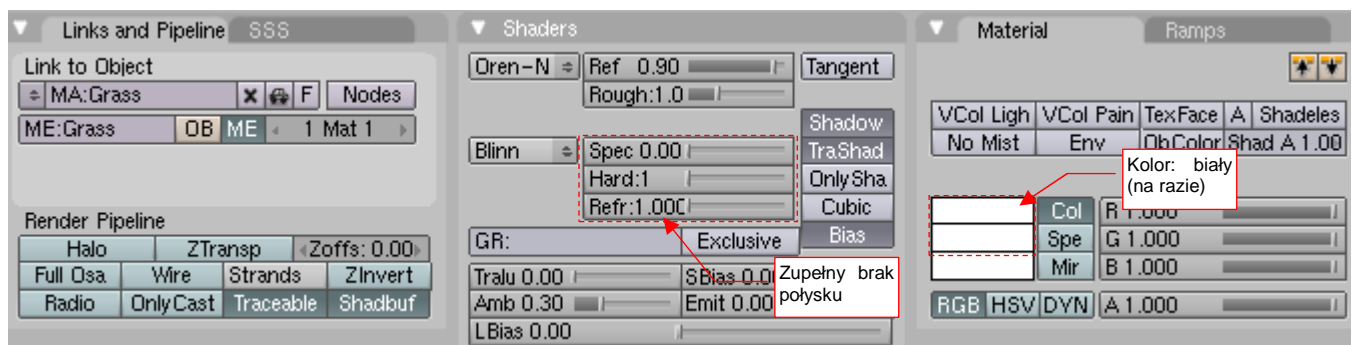 Links and Pipeline SSS
Link to Object
MA:Grass F Nodes
ME:Grass OB ME 1 Mat 1
Render Pipeline
Halo ZTransp Zoffs: 0.00
Full Osa Wire Strands ZInvert
Radio OnlyCast Traceable Shadbuf
Shaders
Oren-N Ref 0.90 Tangent
Rough:1.0
Shadow
Blinn Spec 0.00 TraShad
Hard:1 OnlySha
Refr:1.000 Cubic
GR: Exclusive Bias
Tralu 0.00 SBias 0.00
Amb 0.30 Emit 0.00
LBias 0.00
Zupełny brak
połysku
Material Ramps
VCol Ligh VCol Pain TexFace A Shadeles
No Mist Env ObColor Shad A 1.00
Kolor: biały
(na razie)
Col R 1.000
Spe G 1.000
Mir B 1.000
RGB HSV DYN A 1.000